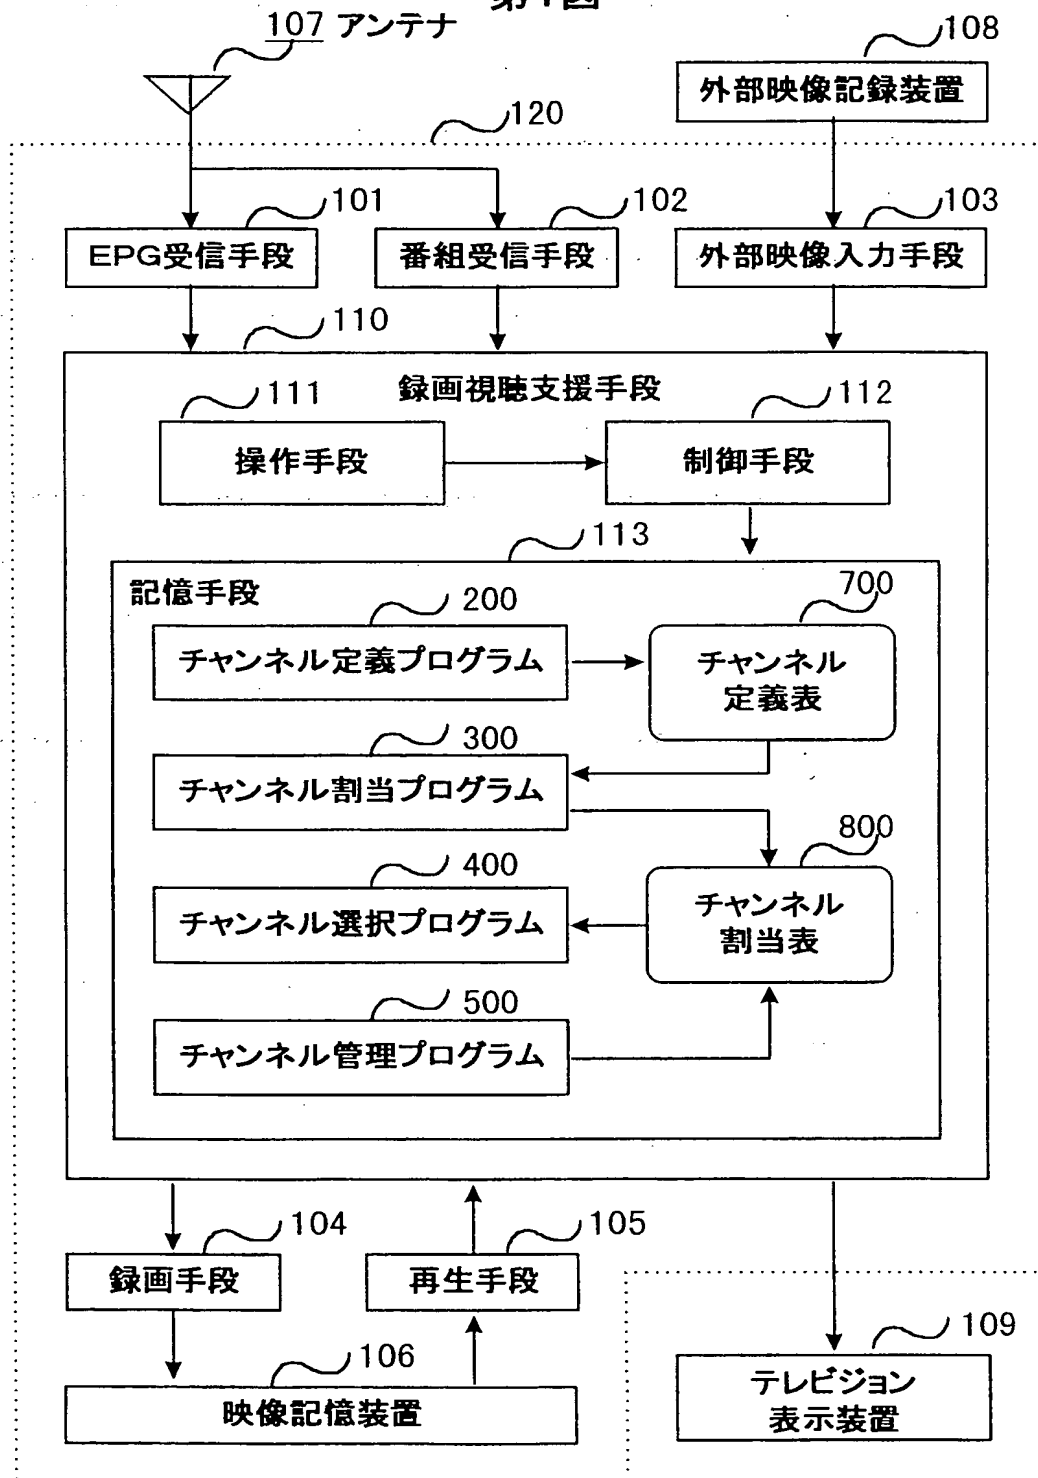 第1図
107 アンテナ
108
外部映像記録装置
120
101
102
103
EPG受信手段
番組受信手段
外部映像入力手段
110
録画視聴支援手段
111
112
操作手段
制御手段
113
記憶手段
200
700
チャンネル定義プログラム
チャンネル
定義表
300
チャンネル割当プログラム
800
400
チャンネル
割当表
チャンネル選択プログラム
500
チャンネル管理プログラム
104
105
録画手段
再生手段
109
106
テレビジョン
表示装置
映像記憶装置